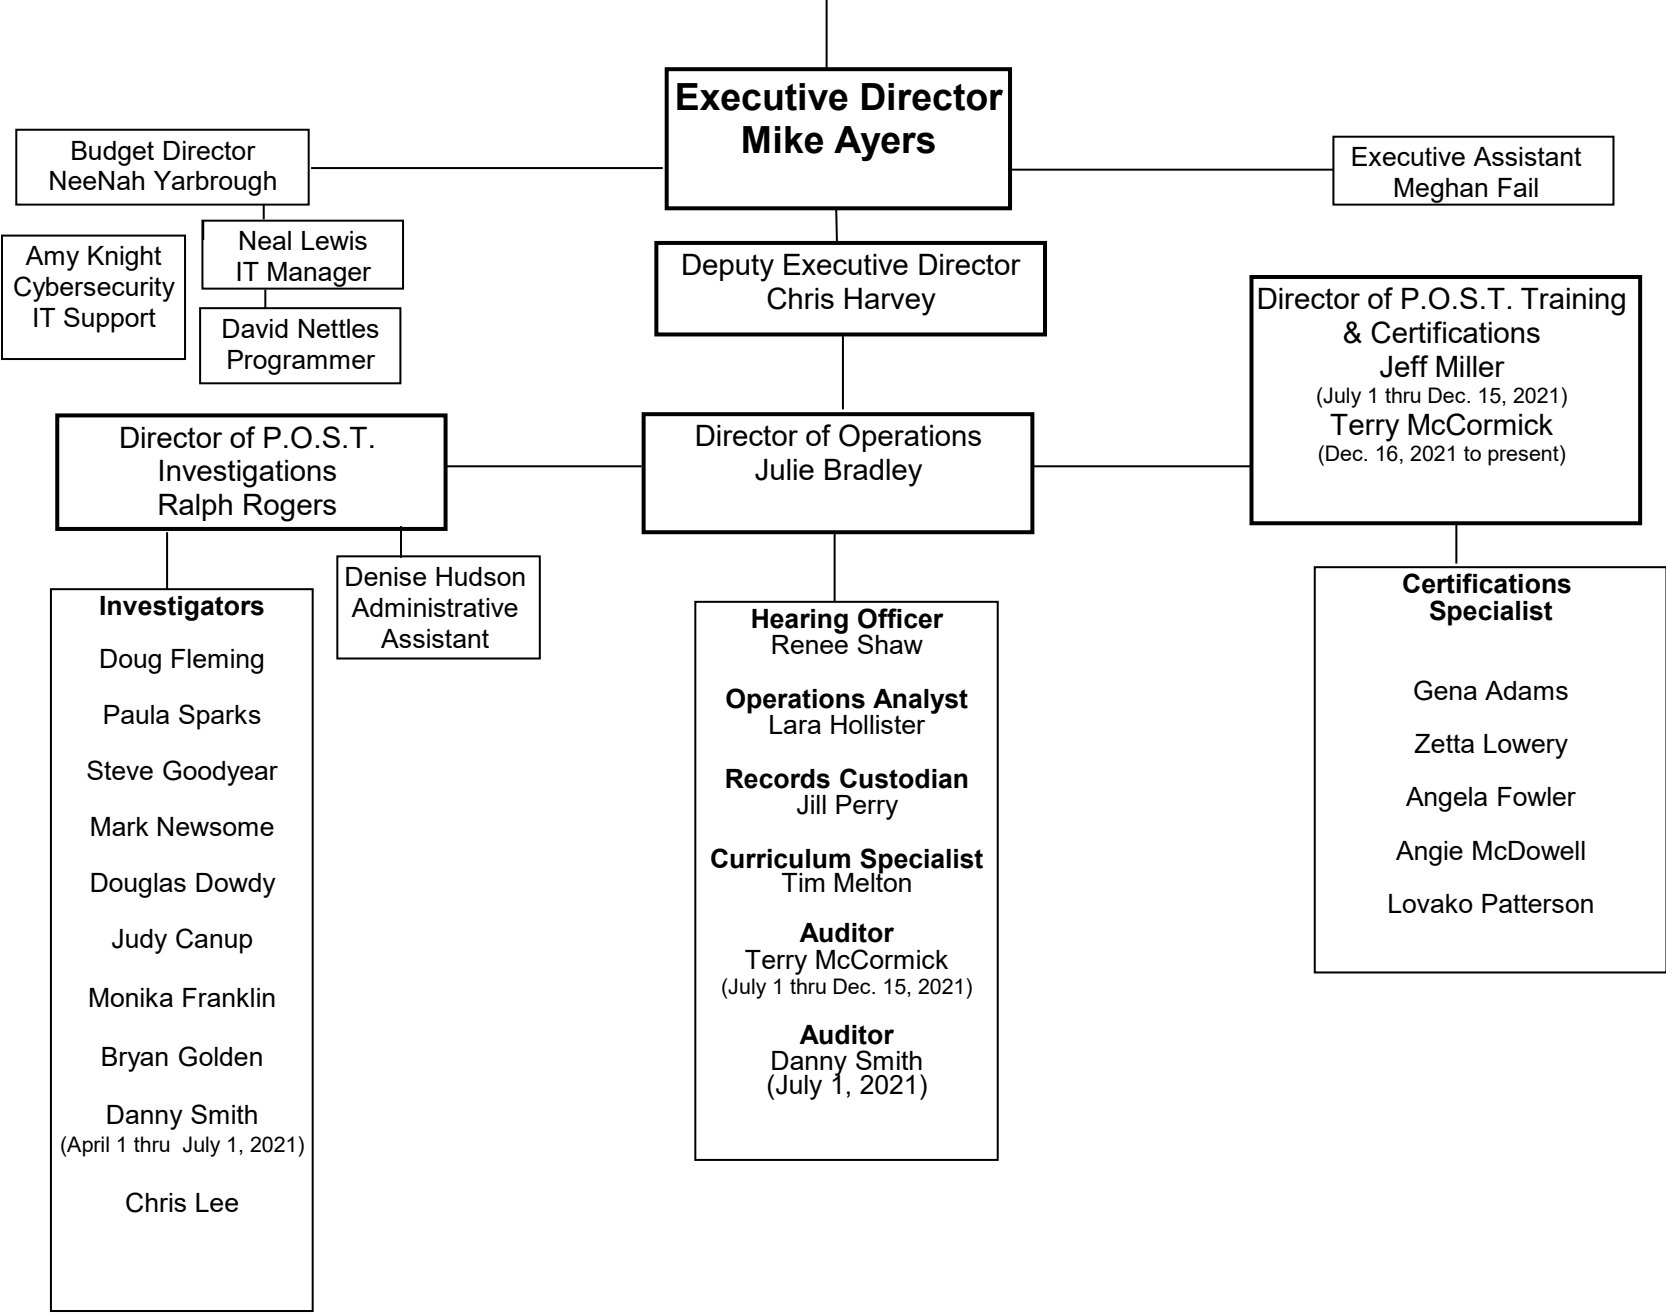 Executive Director
Mike Ayers
Budget Director
NeeNah Yarbrough
Executive Assistant
Meghan Fail
Amy Knight
Cybersecurity
IT Support
Neal Lewis
IT Manager
David Nettles
Programmer
Deputy Executive Director
Chris Harvey
Director of P.O.S.T. Training
& Certifications
Jeff Miller
(July 1 thru Dec. 15, 2021)
Terry McCormick
(Dec. 16, 2021 to present)
Director of P.O.S.T.
Investigations
Ralph Rogers
Director of Operations
Julie Bradley
Denise Hudson
Administrative
Assistant
Investigators
Doug Fleming
Paula Sparks
Steve Goodyear
Mark Newsome
Douglas Dowdy
Judy Canup
Monika Franklin
Bryan Golden
Danny Smith
(April 1 thru  July 1, 2021)
Chris Lee
Hearing Officer
Renee Shaw
Operations Analyst
Lara Hollister
Records Custodian
Jill Perry
Curriculum Specialist
Tim Melton
Auditor
Terry McCormick
(July 1 thru Dec. 15, 2021)
Auditor
Danny Smith
(July 1, 2021)
Certifications
Specialist
Gena Adams
Zetta Lowery
Angela Fowler
Angie McDowell
Lovako Patterson